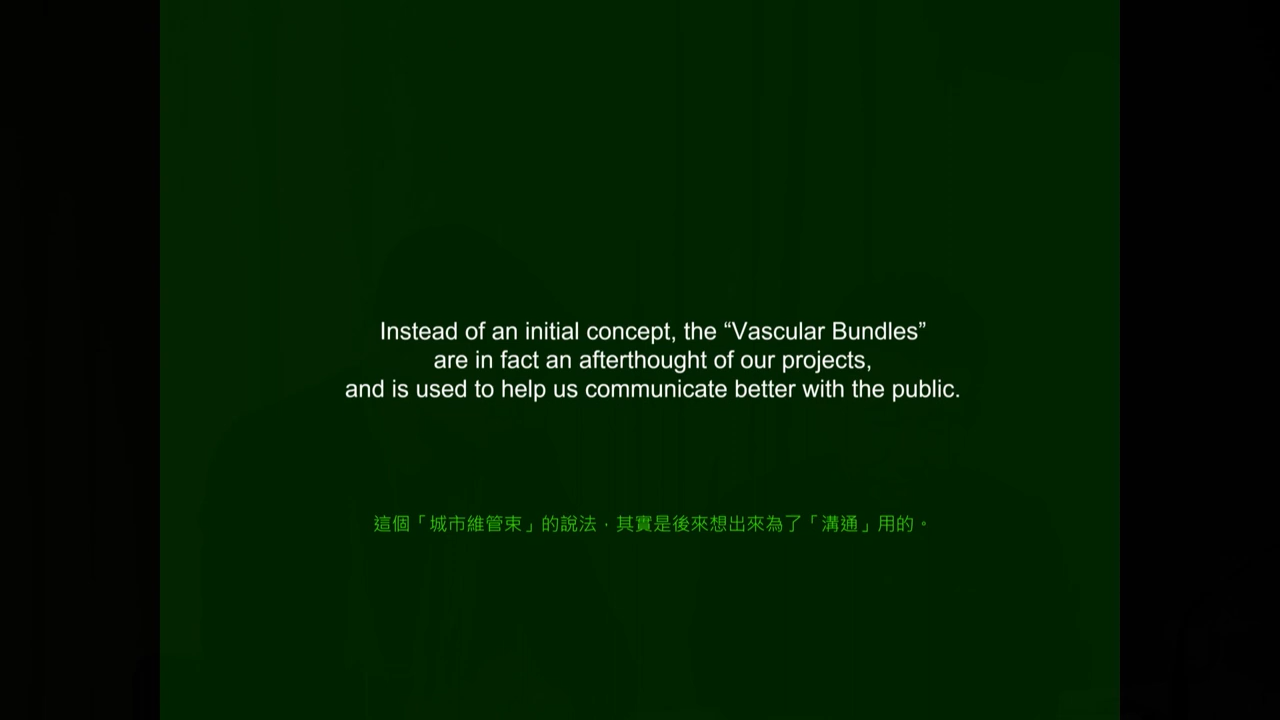 Instead of an initial concept, the “Vascular Bundles”
are in fact an afterthought of our projects,
and is used to help us communicate better with the public.
這個「城市維管束」的說法，其實是後來想出來為了「溝通」用的。